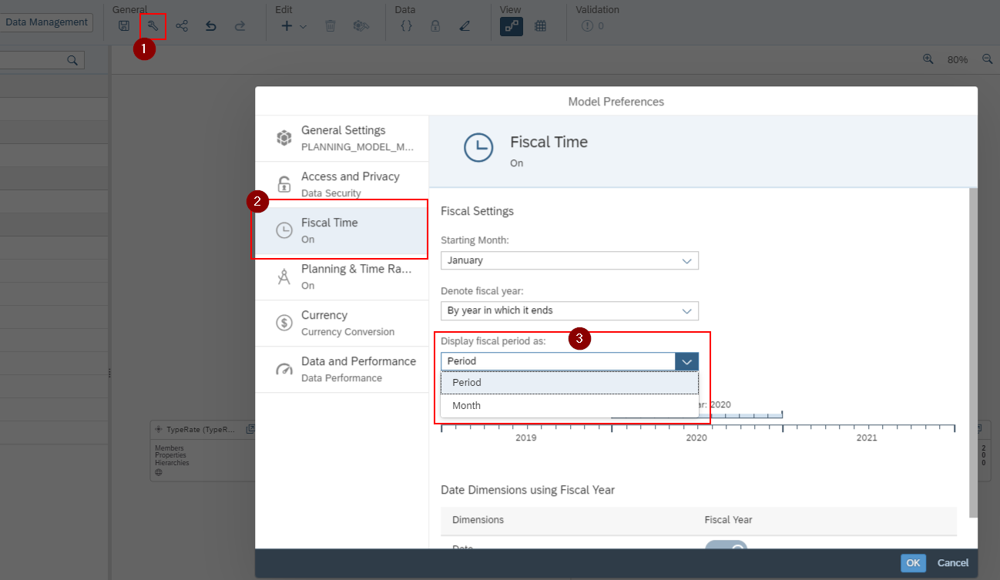 General
Edit
Data
View
Validation
Data Management
0
1
80%
Model Preferences
General Settings
PLANNING_MODEL_M...
Access and Privacy
Data Security
2
Fiscal Time
On
Planning & Time Ra...
On
Currency
Currency Conversion
Data and Performance
Data Performance
Fiscal Time
On
Fiscal Settings
Starting Month:
January
Denote fiscal year:
By year in which it ends
Display fiscal period as:
3
Period
Period
Month
ar: 2020
2019
2020
2021
Date Dimensions using Fiscal Year
Dimensions
Fiscal Year
Date
TypeRate (TypeR...
Members
Properties
Hierarchies
2
0
0
OK
Cancel